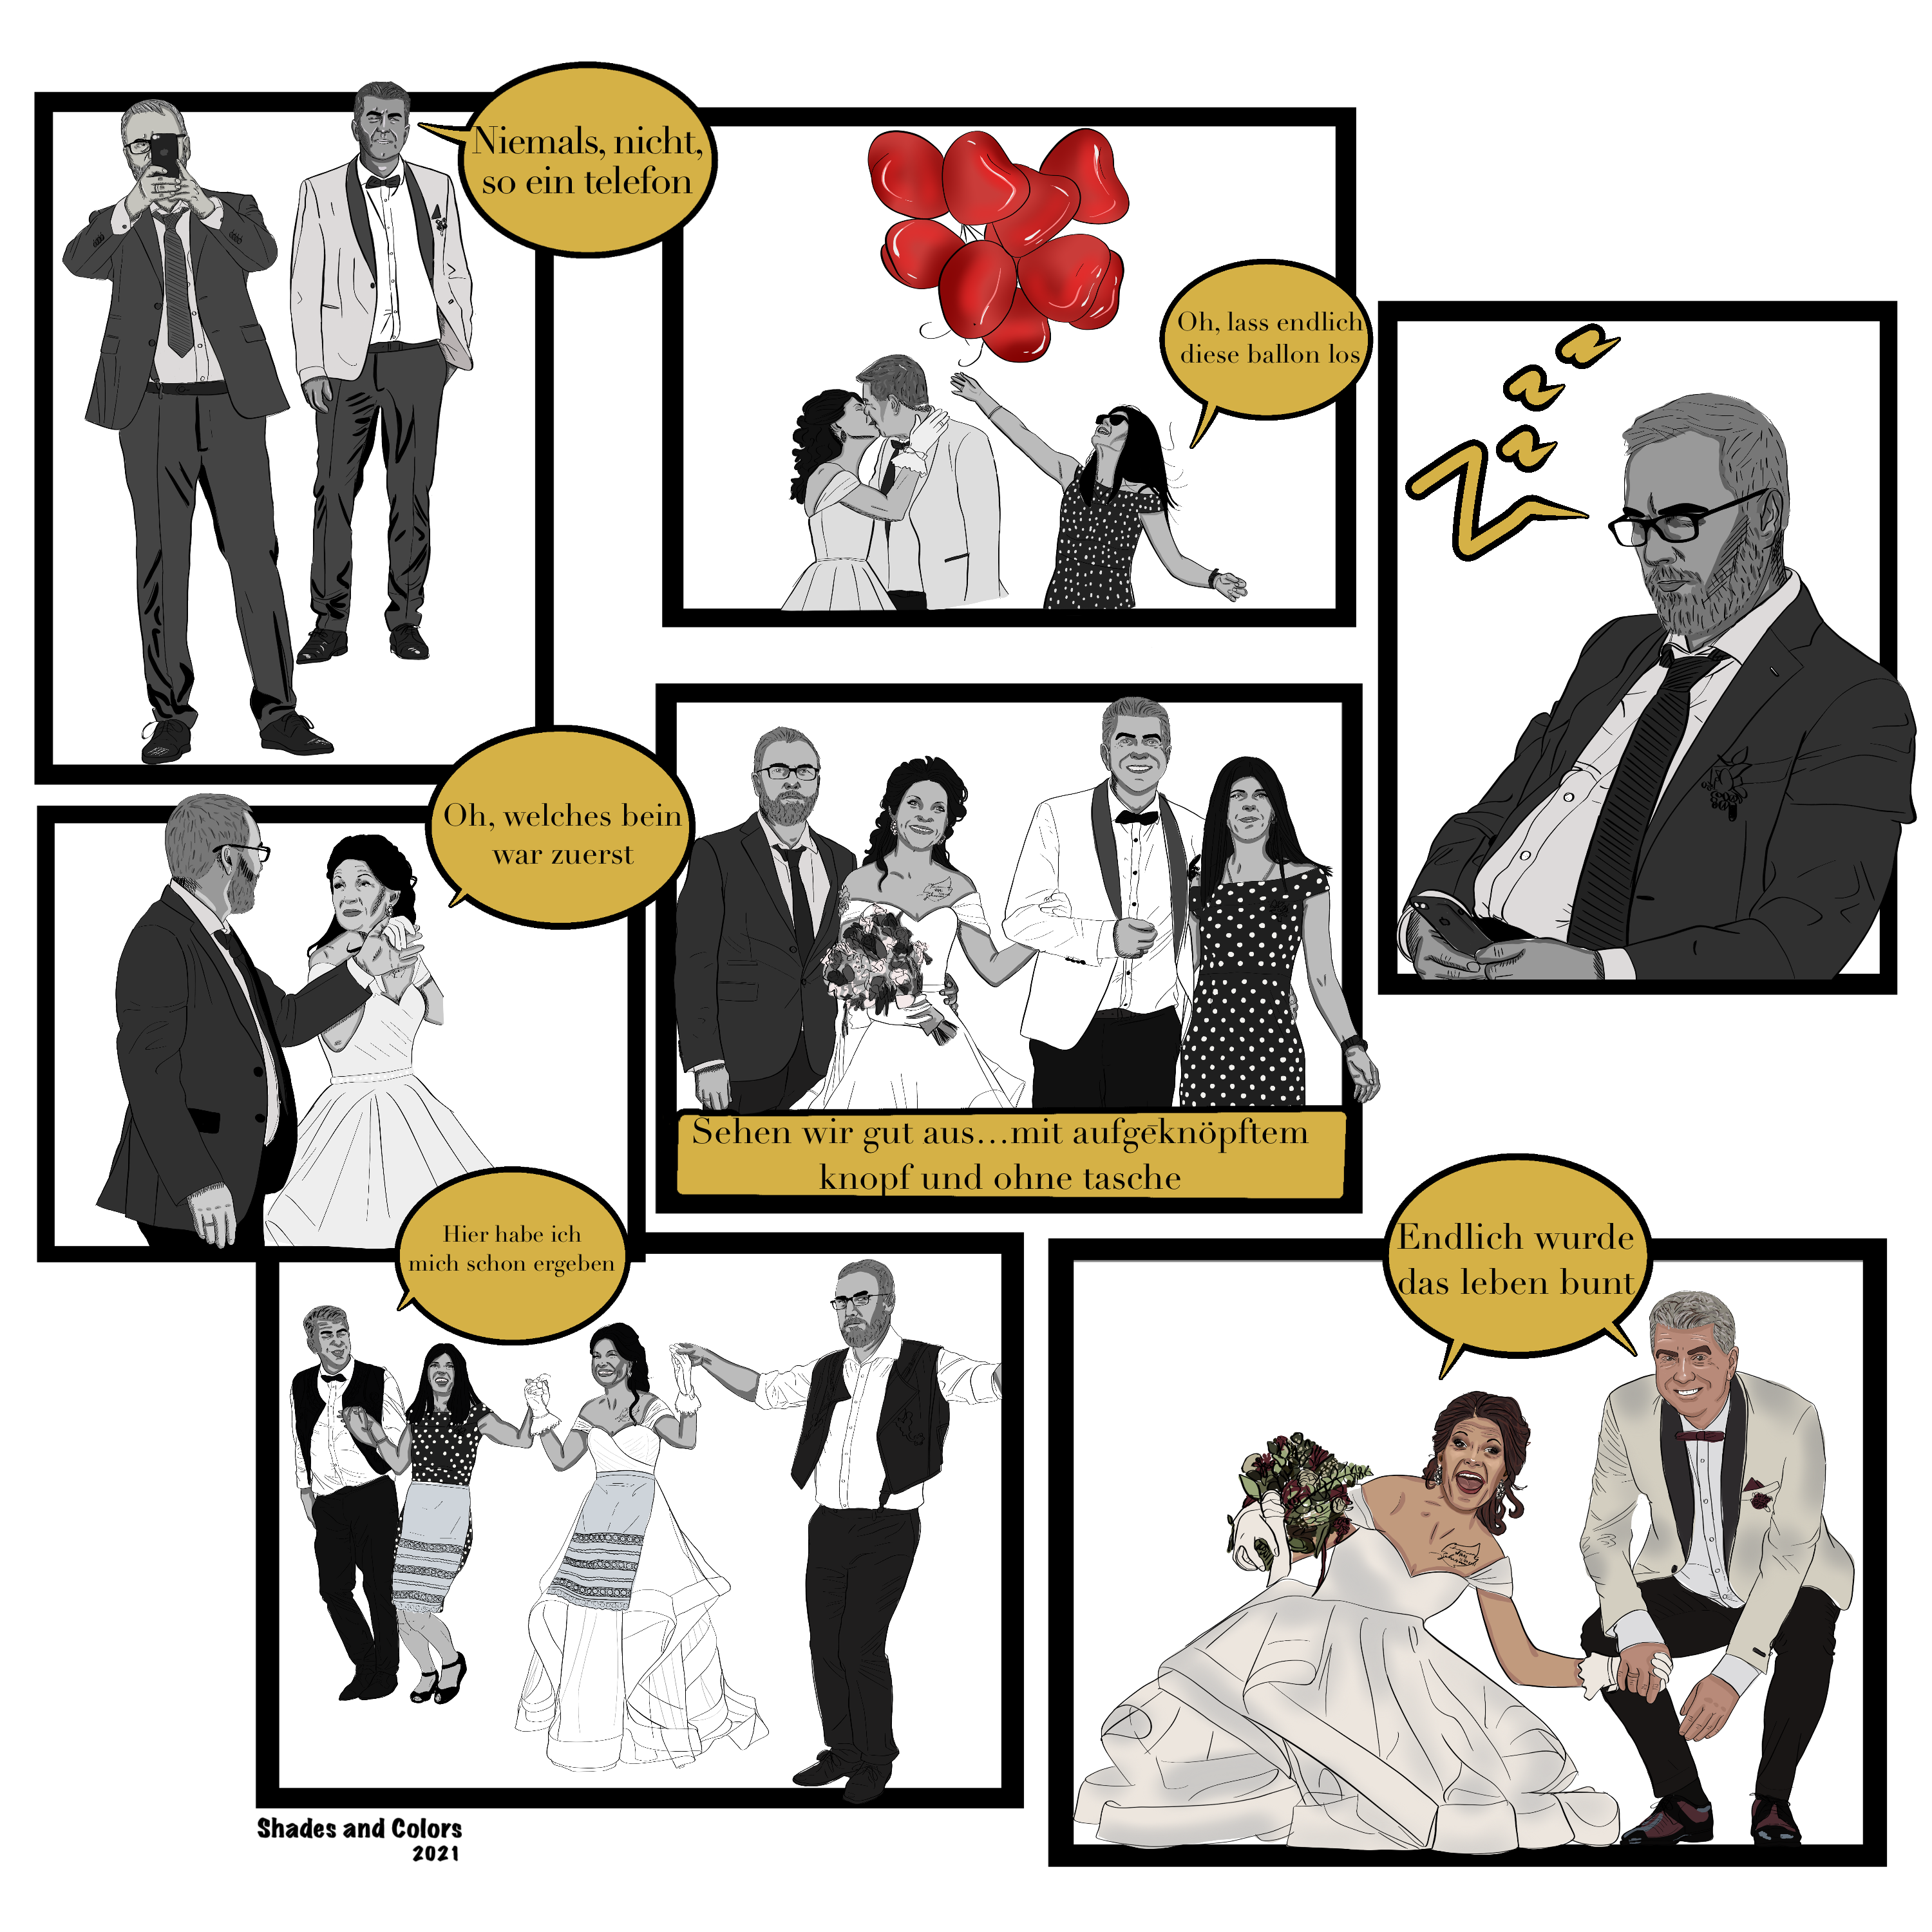 Niemals, nicht,
so ein telefon
Oh, lass endlich
diese ballon los
Zzzz
Oh, welches bein
war zuerst
Sehen wir gut aus...mit aufgeknöpftem
knopf und ohne tasche
Hier habe ich
mich schon ergeben
Endlich wurde
das leben bunt
Shades and Colors
2021